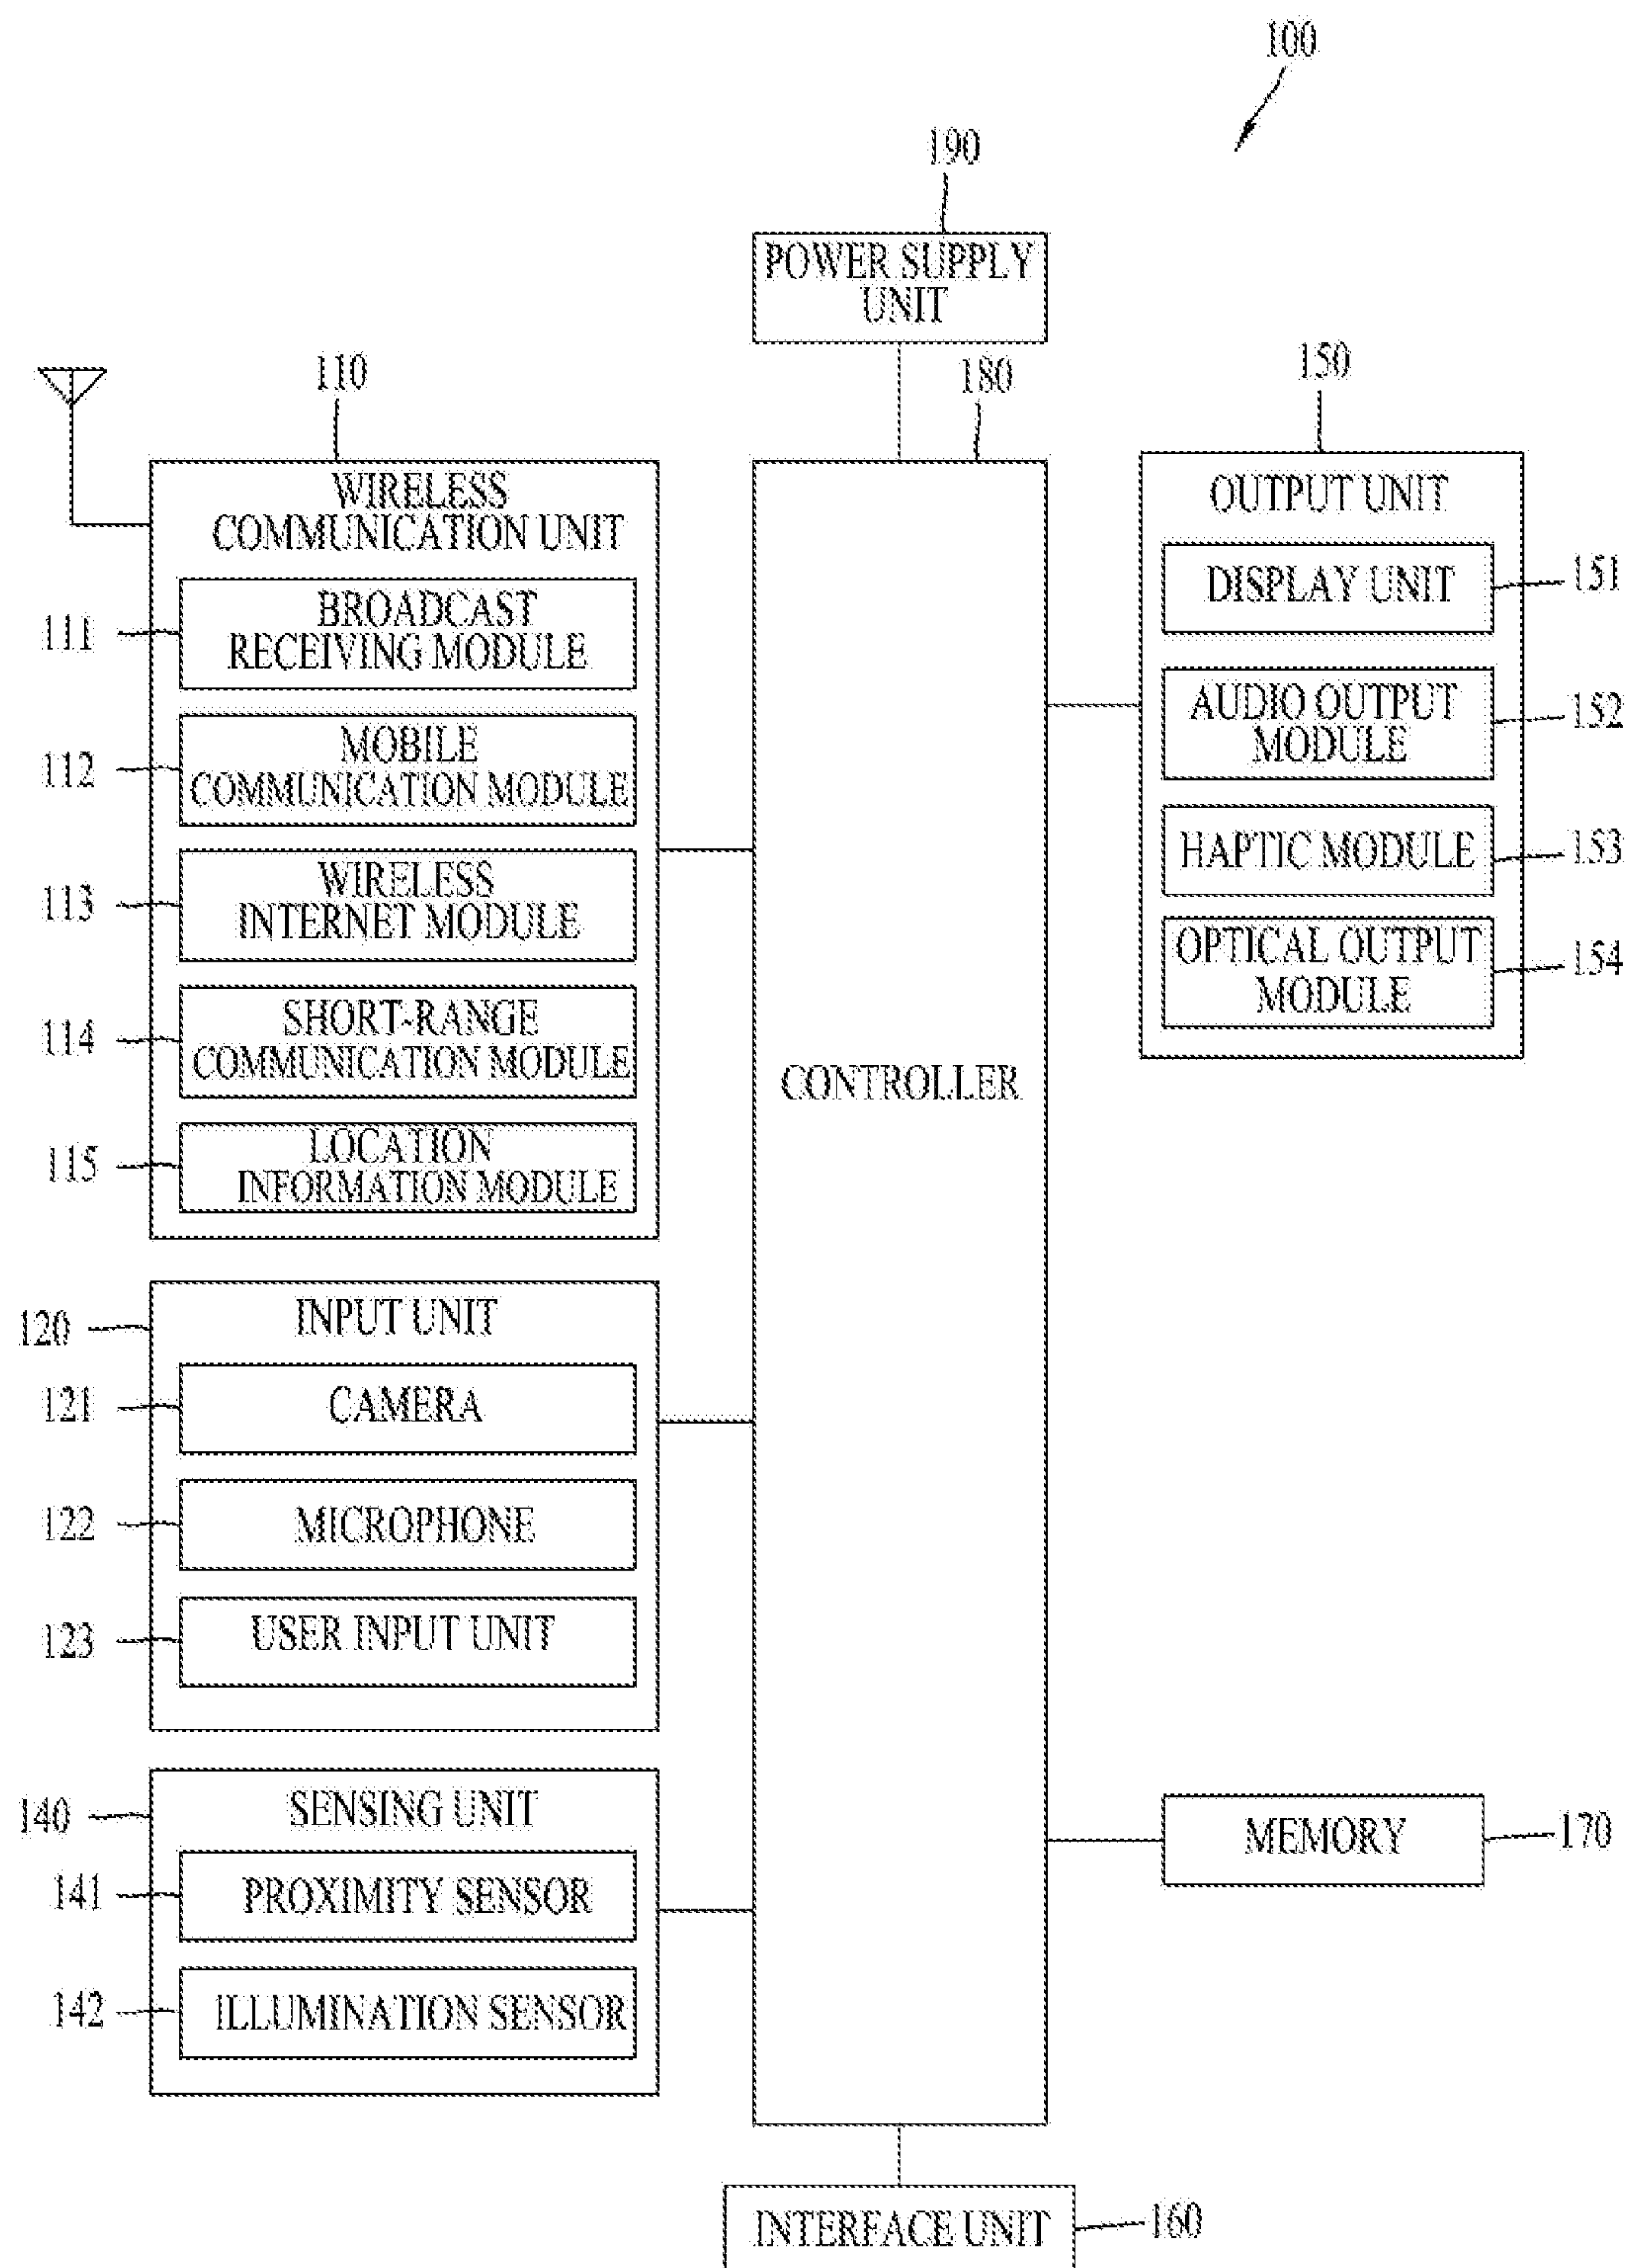 100
190
POWER SUPPLY
UNIT
110
180
150
WIRELESS
COMMUNICATION UNIT
111
BROADCAST
RECEIVING MODULE
112
MOBILE
COMMUNICATION MODULE
113
WIRELESS
INTERNET MODULE
114
SHORT-RANGE
COMMUNICATION MODULE
115
LOCATION
INFORMATION MODULE
120
INPUT UNIT
121
CAMERA
122
MICROPHONE
123
USER INPUT UNIT
140
SENSING UNIT
141
PROXIMITY SENSOR
142
ILLUMINATION SENSOR
CONTROLLER
OUTPUT UNIT
DISPLAY UNIT
151
AUDIO OUTPUT
MODULE
152
HAPTIC MODULE
153
OPTICAL OUTPUT
MODULE
154
MEMORY
170
INTERFACE UNIT
160